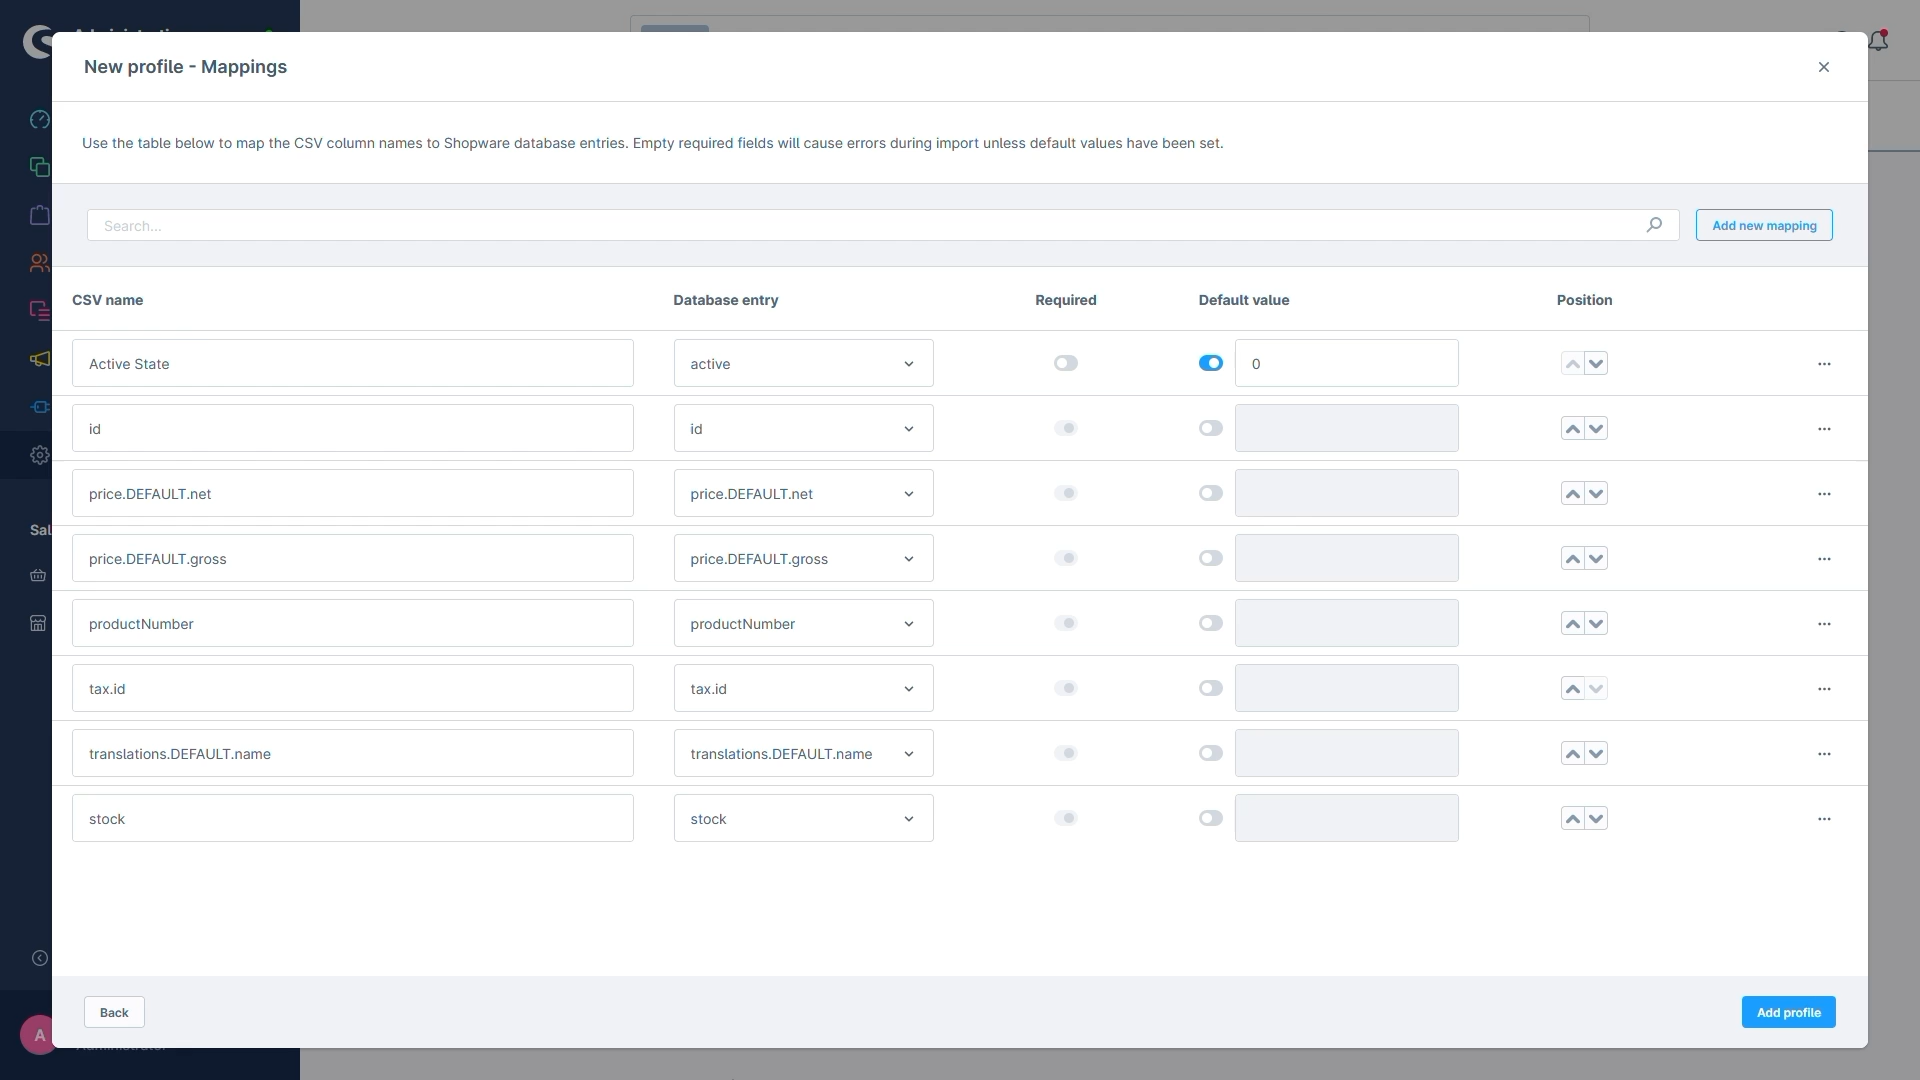 New profile - Mappings
Use the table below to map the CSV column names to Shopware database entries. Empty required fields will cause errors during import unless default values have been set.
Search...
Add new mapping
CSV name Database entry Required Default value Position
Active State active 0
id id
price.DEFAULT.net price.DEFAULT.net
price.DEFAULT.gross price.DEFAULT.gross
productNumber productNumber
Sal
tax.id tax.id
translations.DEFAULT.name translations.DEFAULT.name
stock stock
Back
Add profile
A